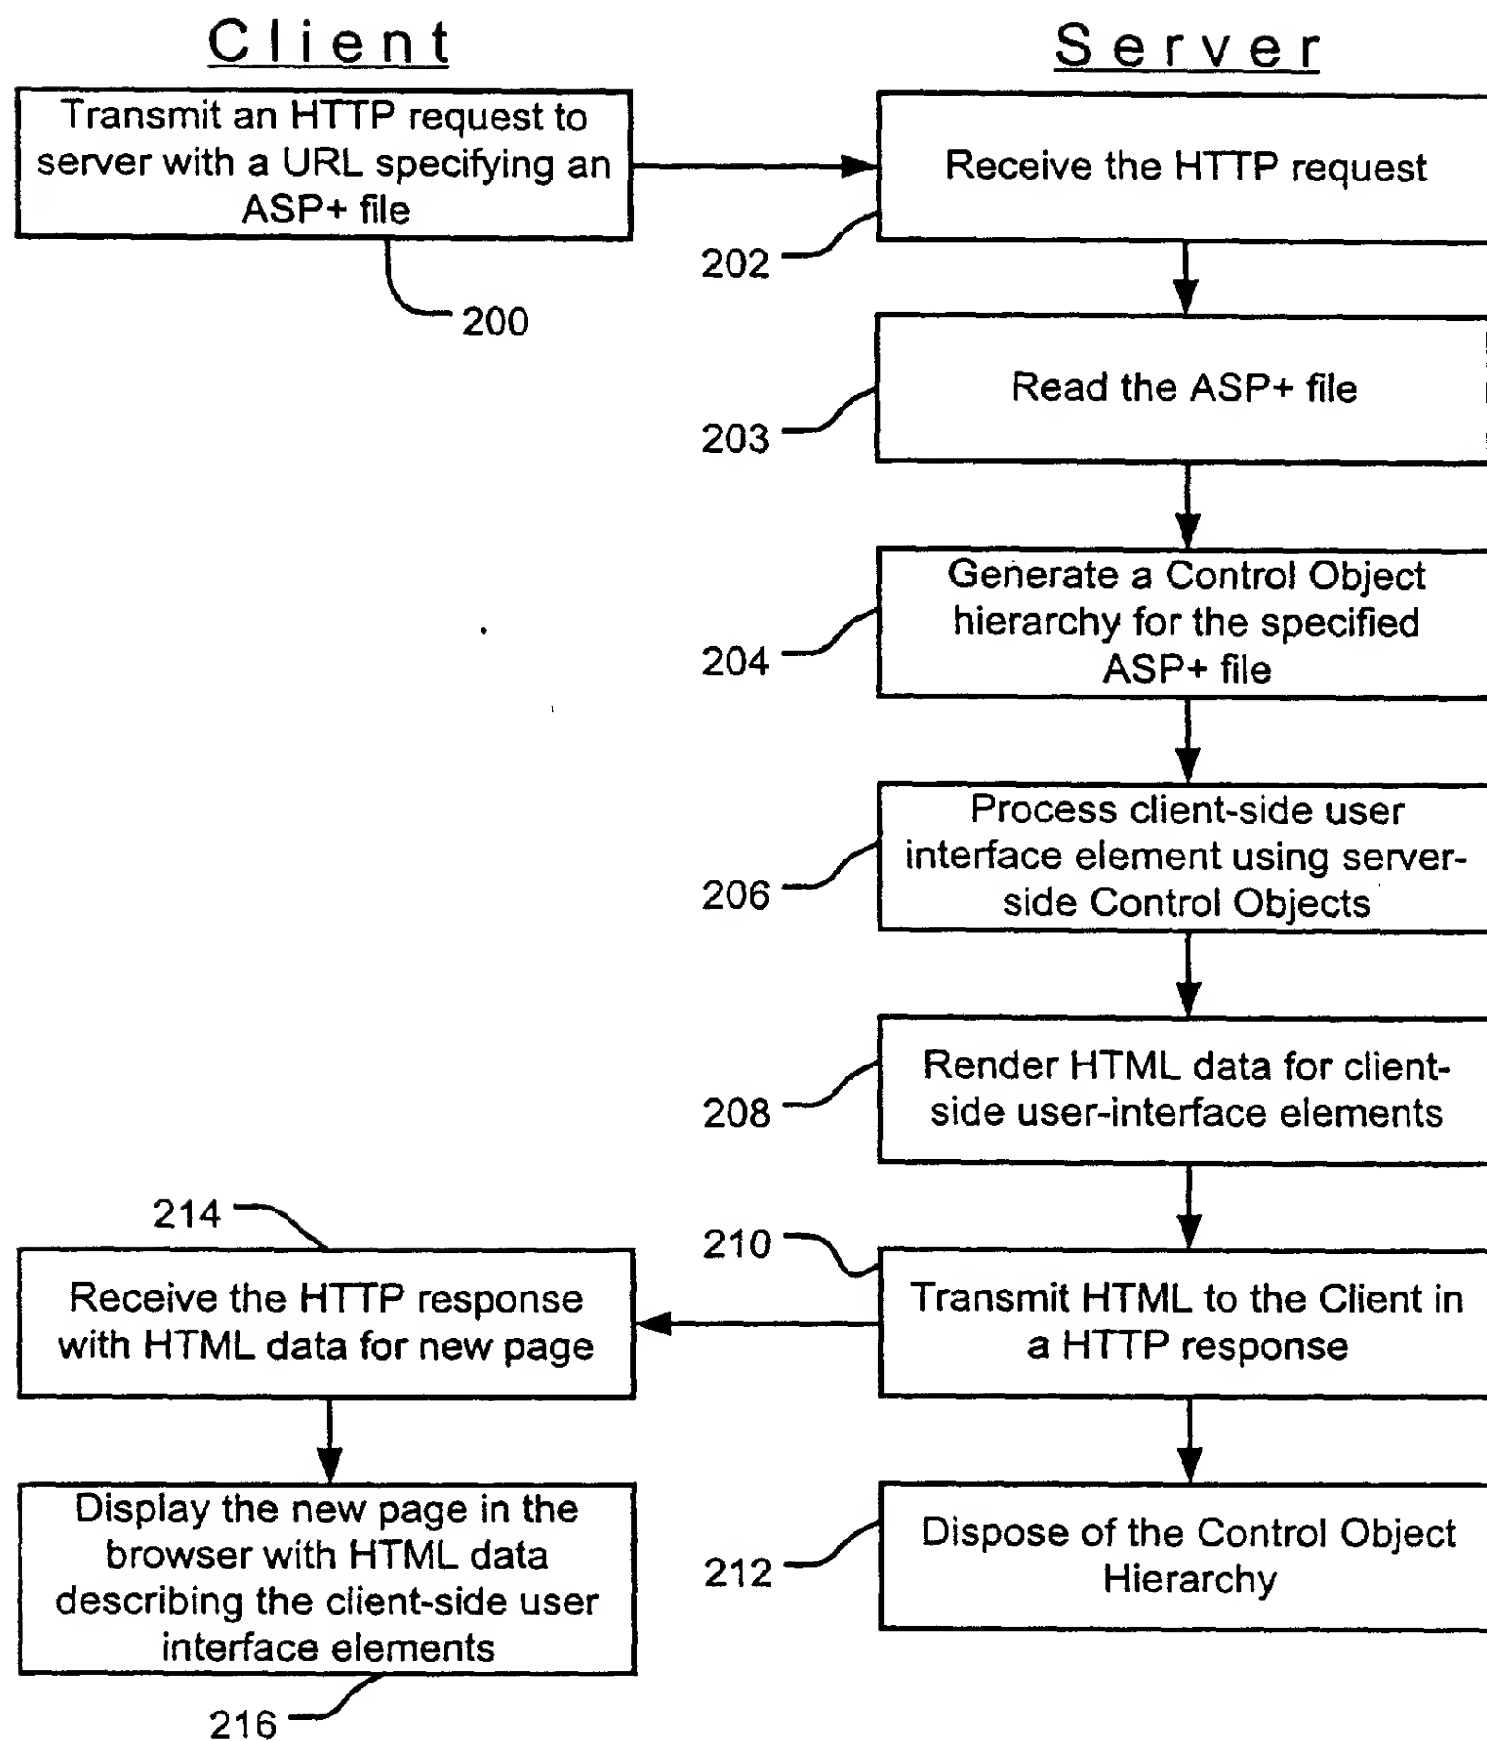 Client
Server
Transmit an HTTP request to
server with a URL specifying an
ASP+ file
200
Receive the HTTP request
202
Read the ASP+ file
203
Generate a Control Object
hierarchy for the specified
ASP+ file
204
Process client-side user
interface element using server-
side Control Objects
206
Render HTML data for client-
side user-interface elements
208
Transmit HTML to the Client in
a HTTP response
210
214
Receive the HTTP response
with HTML data for new page
Dispose of the Control Object
Hierarchy
212
Display the new page in the
browser with HTML data
describing the client-side user
interface elements
216